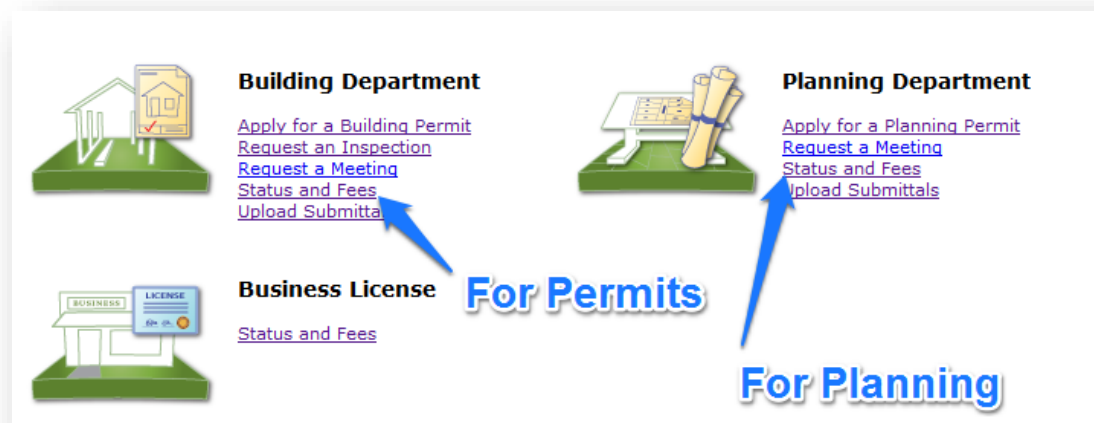 Building Department
Apply for a Building Permit
Request an Inspection
Request a Meeting
Status and Fees
Upload Submitta
For Permits
Planning Department
Apply for a Planning Permit
Request a Meeting
Status and Fees
Upload Submittals
For Planning
BUSINESS
LICENSE
Business License
Status and Fees